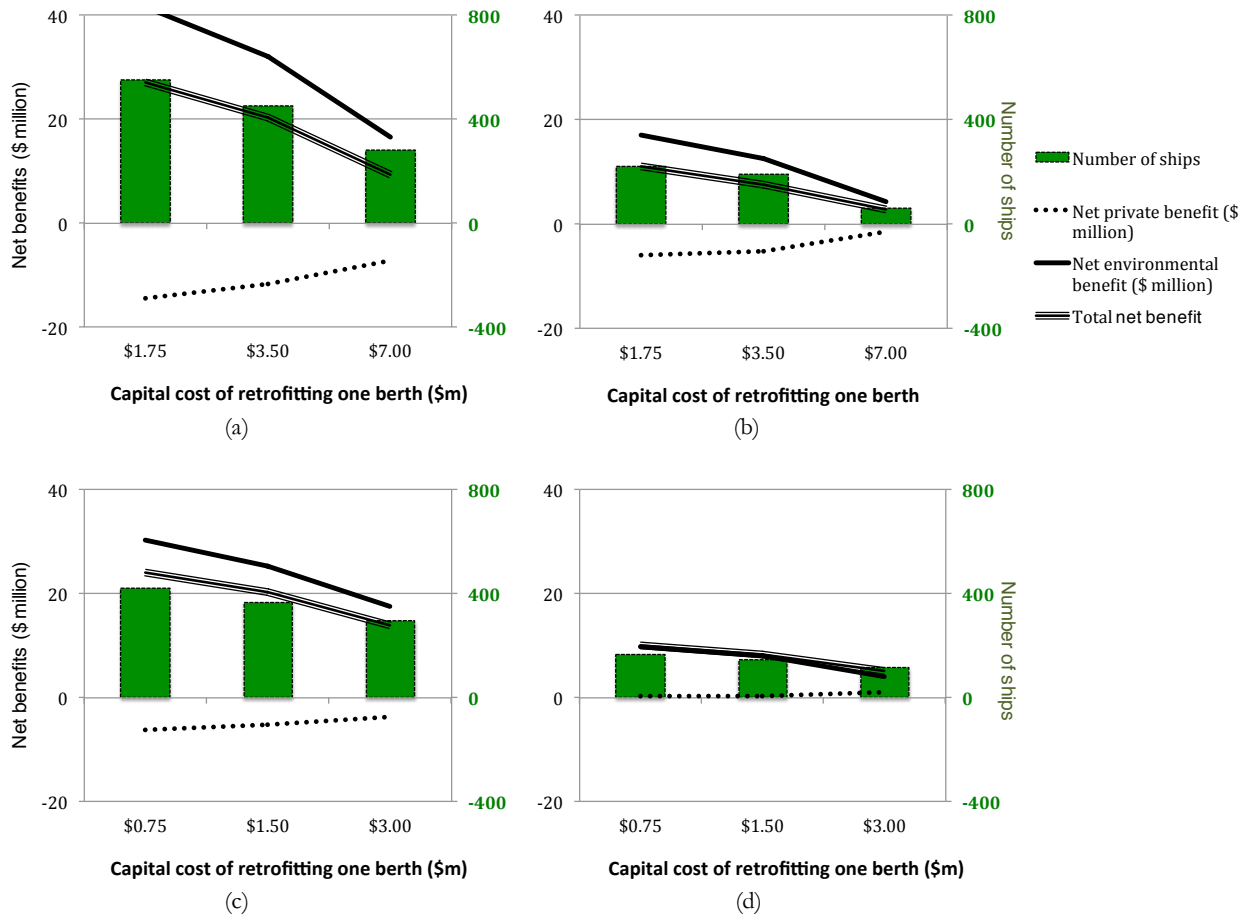 40
20
0
-20
Net benefits ($ million)
800
400
0
-400
$1.75
$3.50
$7.00
Capital cost of retrofitting one berth ($m)
(a)
40
20
0
-20
800
400
0
-400
Number of ships
$1.75
$3.50
$7.00
Capital cost of retrofitting one berth
(b)
Number of ships
Net private benefit ($
million)
Net environmental
benefit ($ million)
Total net benefit
40
20
0
-20
Net benefits ($ million)
800
400
0
-400
$0.75
$1.50
$3.00
Capital cost of retrofitting one berth ($m)
(c)
40
20
0
-20
800
400
0
-400
Number of ships
$0.75
$1.50
$3.00
Capital cost of retrofitting one berth ($m)
(d)